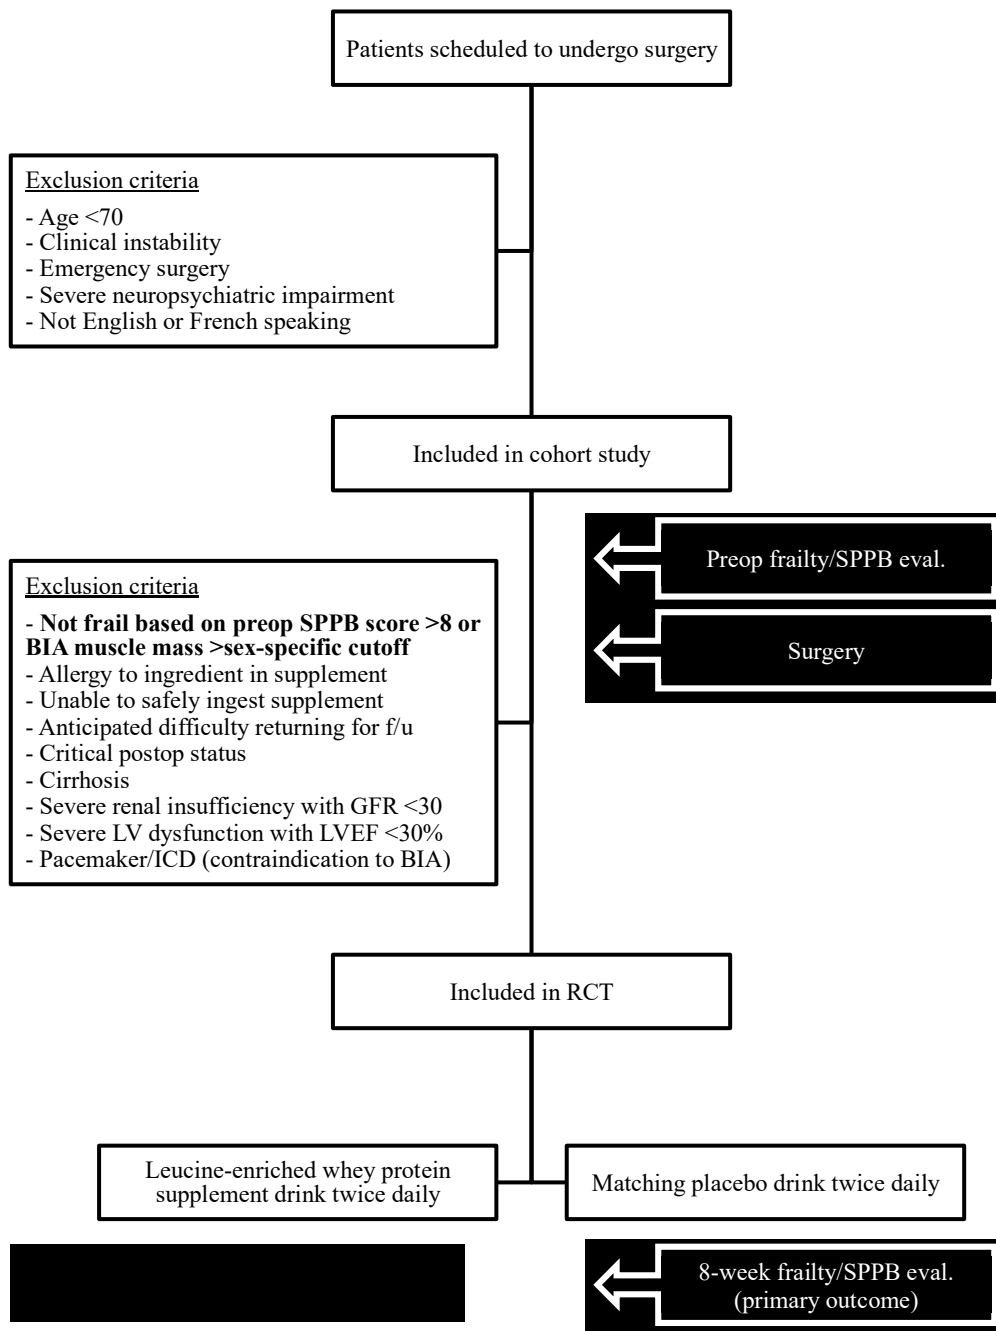 Patients scheduled to undergo surgery
Exclusion criteria
- Age <70
- Clinical instability
- Emergency surgery
- Severe neuropsychiatric impairment
- Not English or French speaking
Included in cohort study
Preop frailty/SPPB eval.
Surgery
Exclusion criteria
- Not frail based on preop SPPB score >8 or
BIA muscle mass >sex-specific cutoff
- Allergy to ingredient in supplement
- Unable to safely ingest supplement
- Anticipated difficulty returning for f/u
- Critical postop status
- Cirrhosis
- Severe renal insufficiency with GFR <30
- Severe LV dysfunction with LVEF <30%
- Pacemaker/ICD (contraindication to BIA)
Included in RCT
Leucine-enriched whey protein
supplement drink twice daily
Matching placebo drink twice daily
8-week frailty/SPPB eval.
(primary outcome)